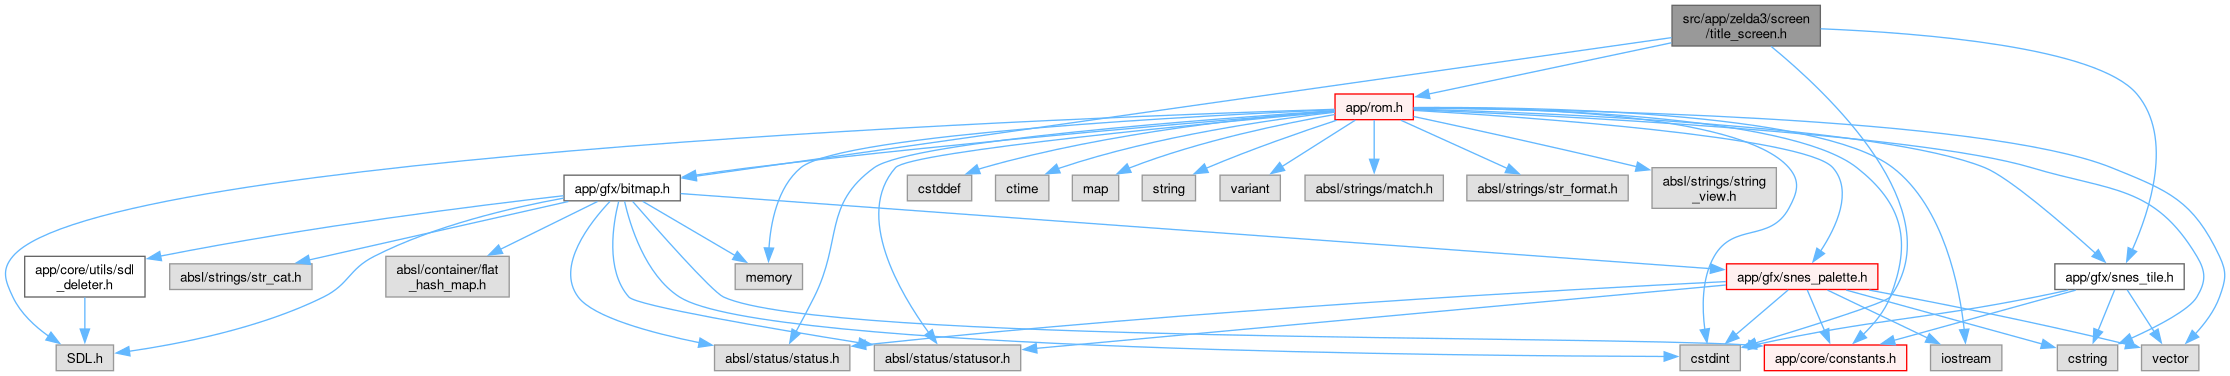 src/app/zelda3/screen
/title_screen.h
app/rom.h
app/gfx/bitmap.h
cstddef
ctime
map
string
variant
absl/strings/match.h
absl/strings/str_format.h
absl/strings/string
_view.h
app/core/utils/sdl
_deleter.h
absl/strings/str_cat.h
absl/container/flat
_hash_map.h
memory
app/gfx/snes_palette.h
app/gfx/snes_tile.h
SDL.h
absl/status/status.h
absl/status/statusor.h
cstdint
app/core/constants.h
iostream
cstring
vector